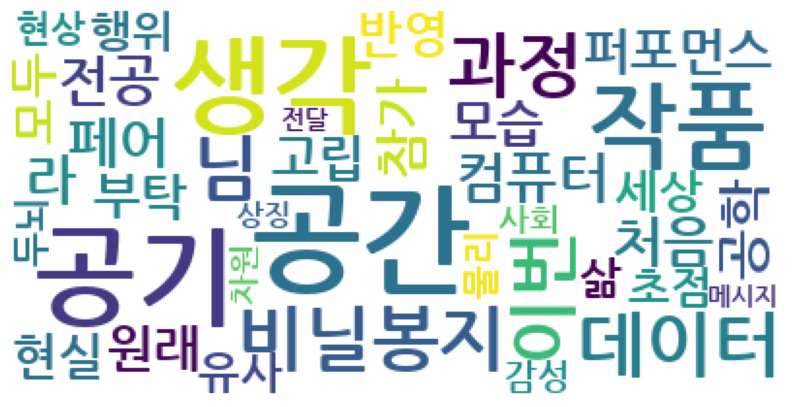 현상
행위
반영
퍼포먼스
모두
전공
생각
과정
작품
참가
전달
모습
페어
님
고립
컴퓨터
라
부탁
세상
공학
두뇌
공간
상징
사회
처음
공기
차원
물리
이번
삶
초점
메시지
현실
원래
비닐봉지
데이터
유사
감성